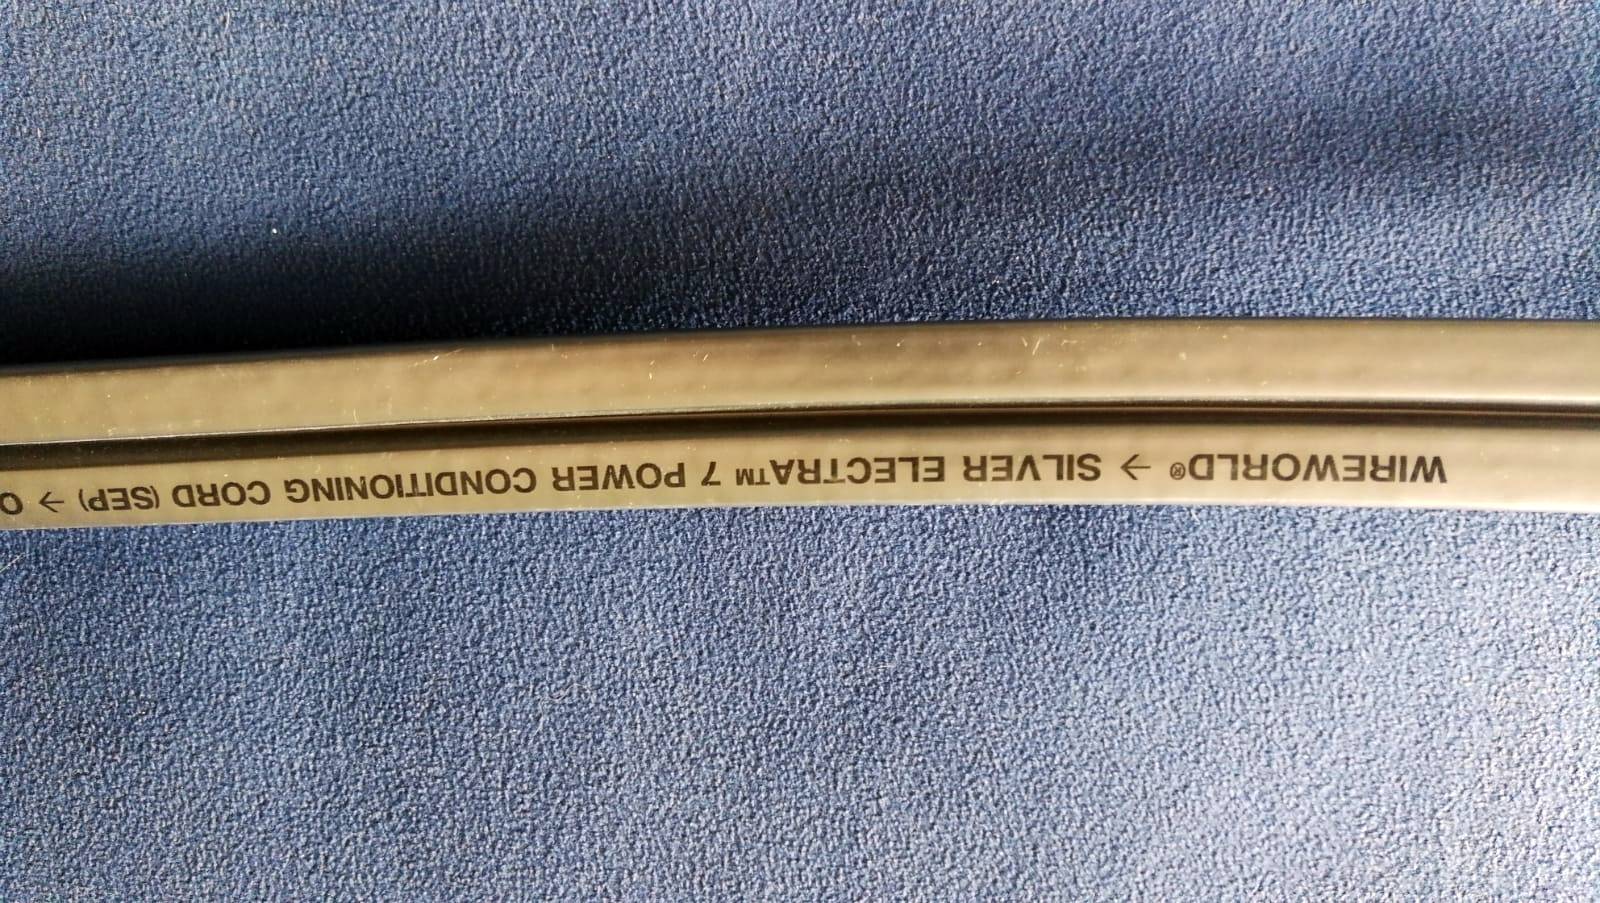 WIREWORLD® → SILVER ELECTRA™ 7 POWER CONDITIONING CORD (SEP) → O